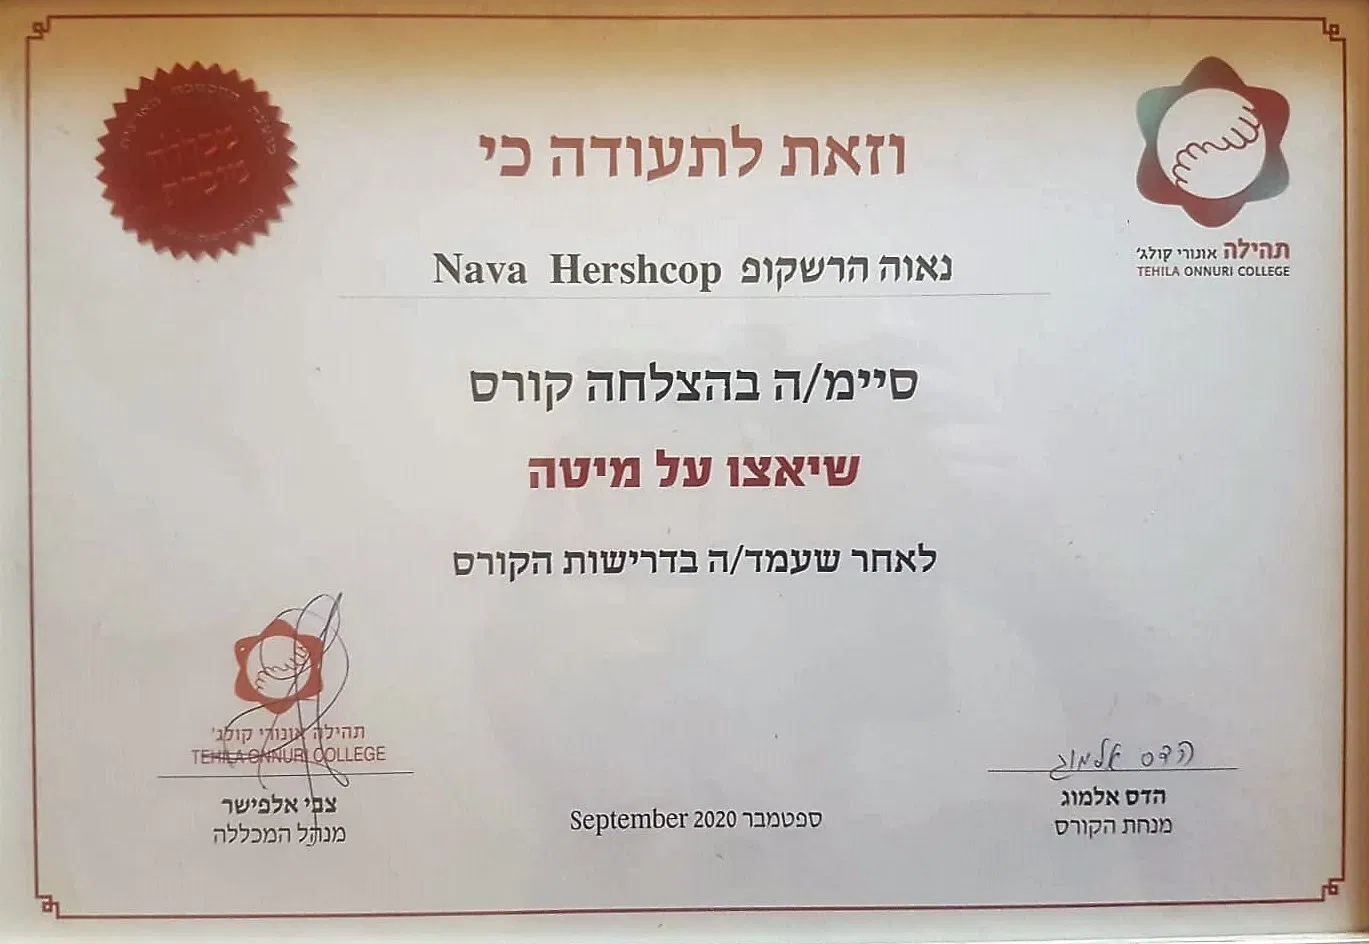 וזאת לתעודה כי
תהילה אונורי קולג׳
TEHILA ONNURI COLLEGE
נאוה הרשקופ Nava Hershcop
סיימ/ה בהצלחה קורס
שיאצו על מיטה
לאחר שעמד/ה בדרישות הקורס
תהילה אונורי קולג׳
TEHILA ONNURI COLLEGE
הדס אלמוג
הדס אלמוג
מנחת הקורס
ספטמבר 2020 September
צבי אלפישר
מנהל המכללה